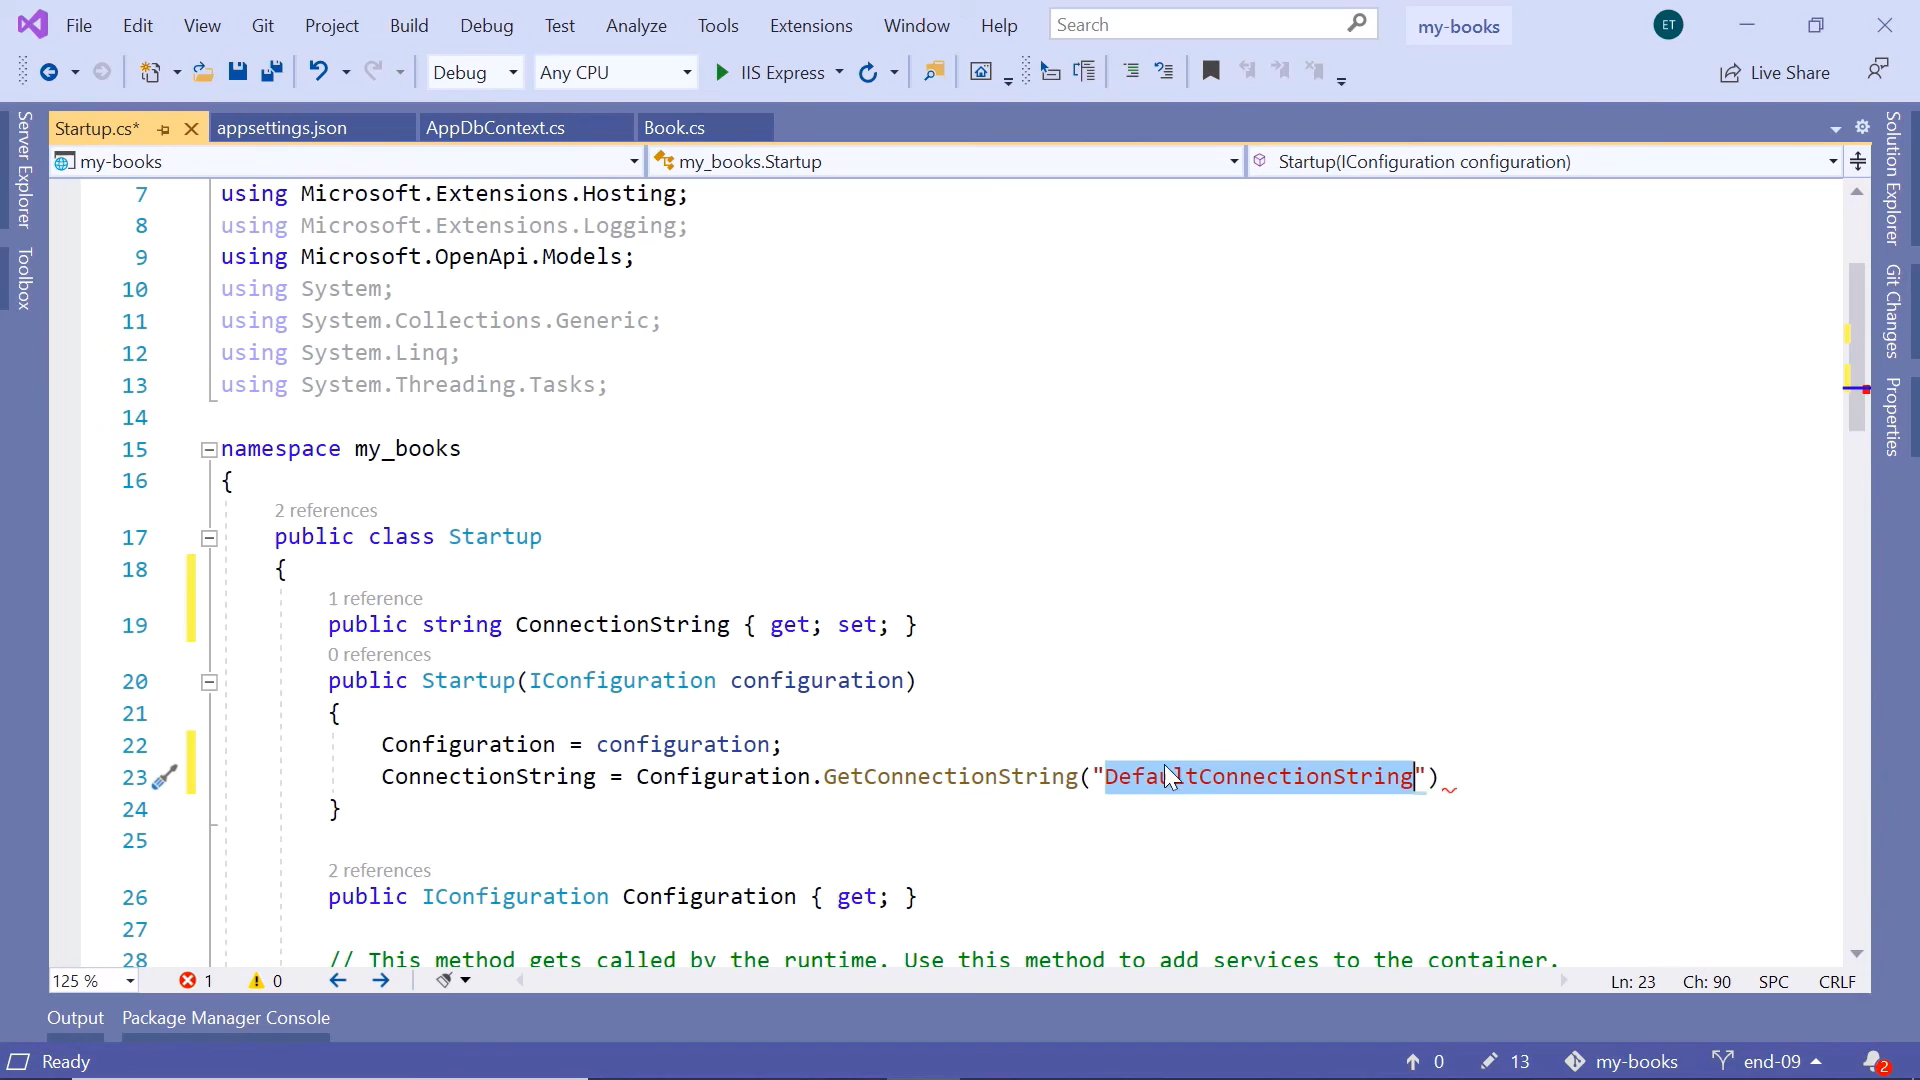 File Edit View Git Project Build Debug Test Analyze Tools Extensions Window Help Search my-books ET
Debug Any CPU IIS Express Live Share
Startup.cs* appsettings.json AppDbContext.cs Book.cs
my-books my_books.Startup Startup(IConfiguration configuration)
Server Explorer
Toolbox
Solution Explorer
Git Changes
Properties
7 using Microsoft.Extensions.Hosting;
8 using Microsoft.Extensions.Logging;
9 using Microsoft.OpenApi.Models;
10 using System;
11 using System.Collections.Generic;
12 using System.Linq;
13 using System.Threading.Tasks;
14
15 namespace my_books
16 {
2 references
17 public class Startup
18 {
1 reference
19 public string ConnectionString { get; set; }
0 references
20 public Startup(IConfiguration configuration)
21 {
22 Configuration = configuration;
23 ConnectionString = Configuration.GetConnectionString("DefaultConnectionString")
24 }
25
2 references
26 public IConfiguration Configuration { get; }
27
28 // This method gets called by the runtime. Use this method to add services to the container.
125 % 1 0 Ln: 23 Ch: 90 SPC CRLF
Output Package Manager Console
Ready 0 13 my-books end-09 2